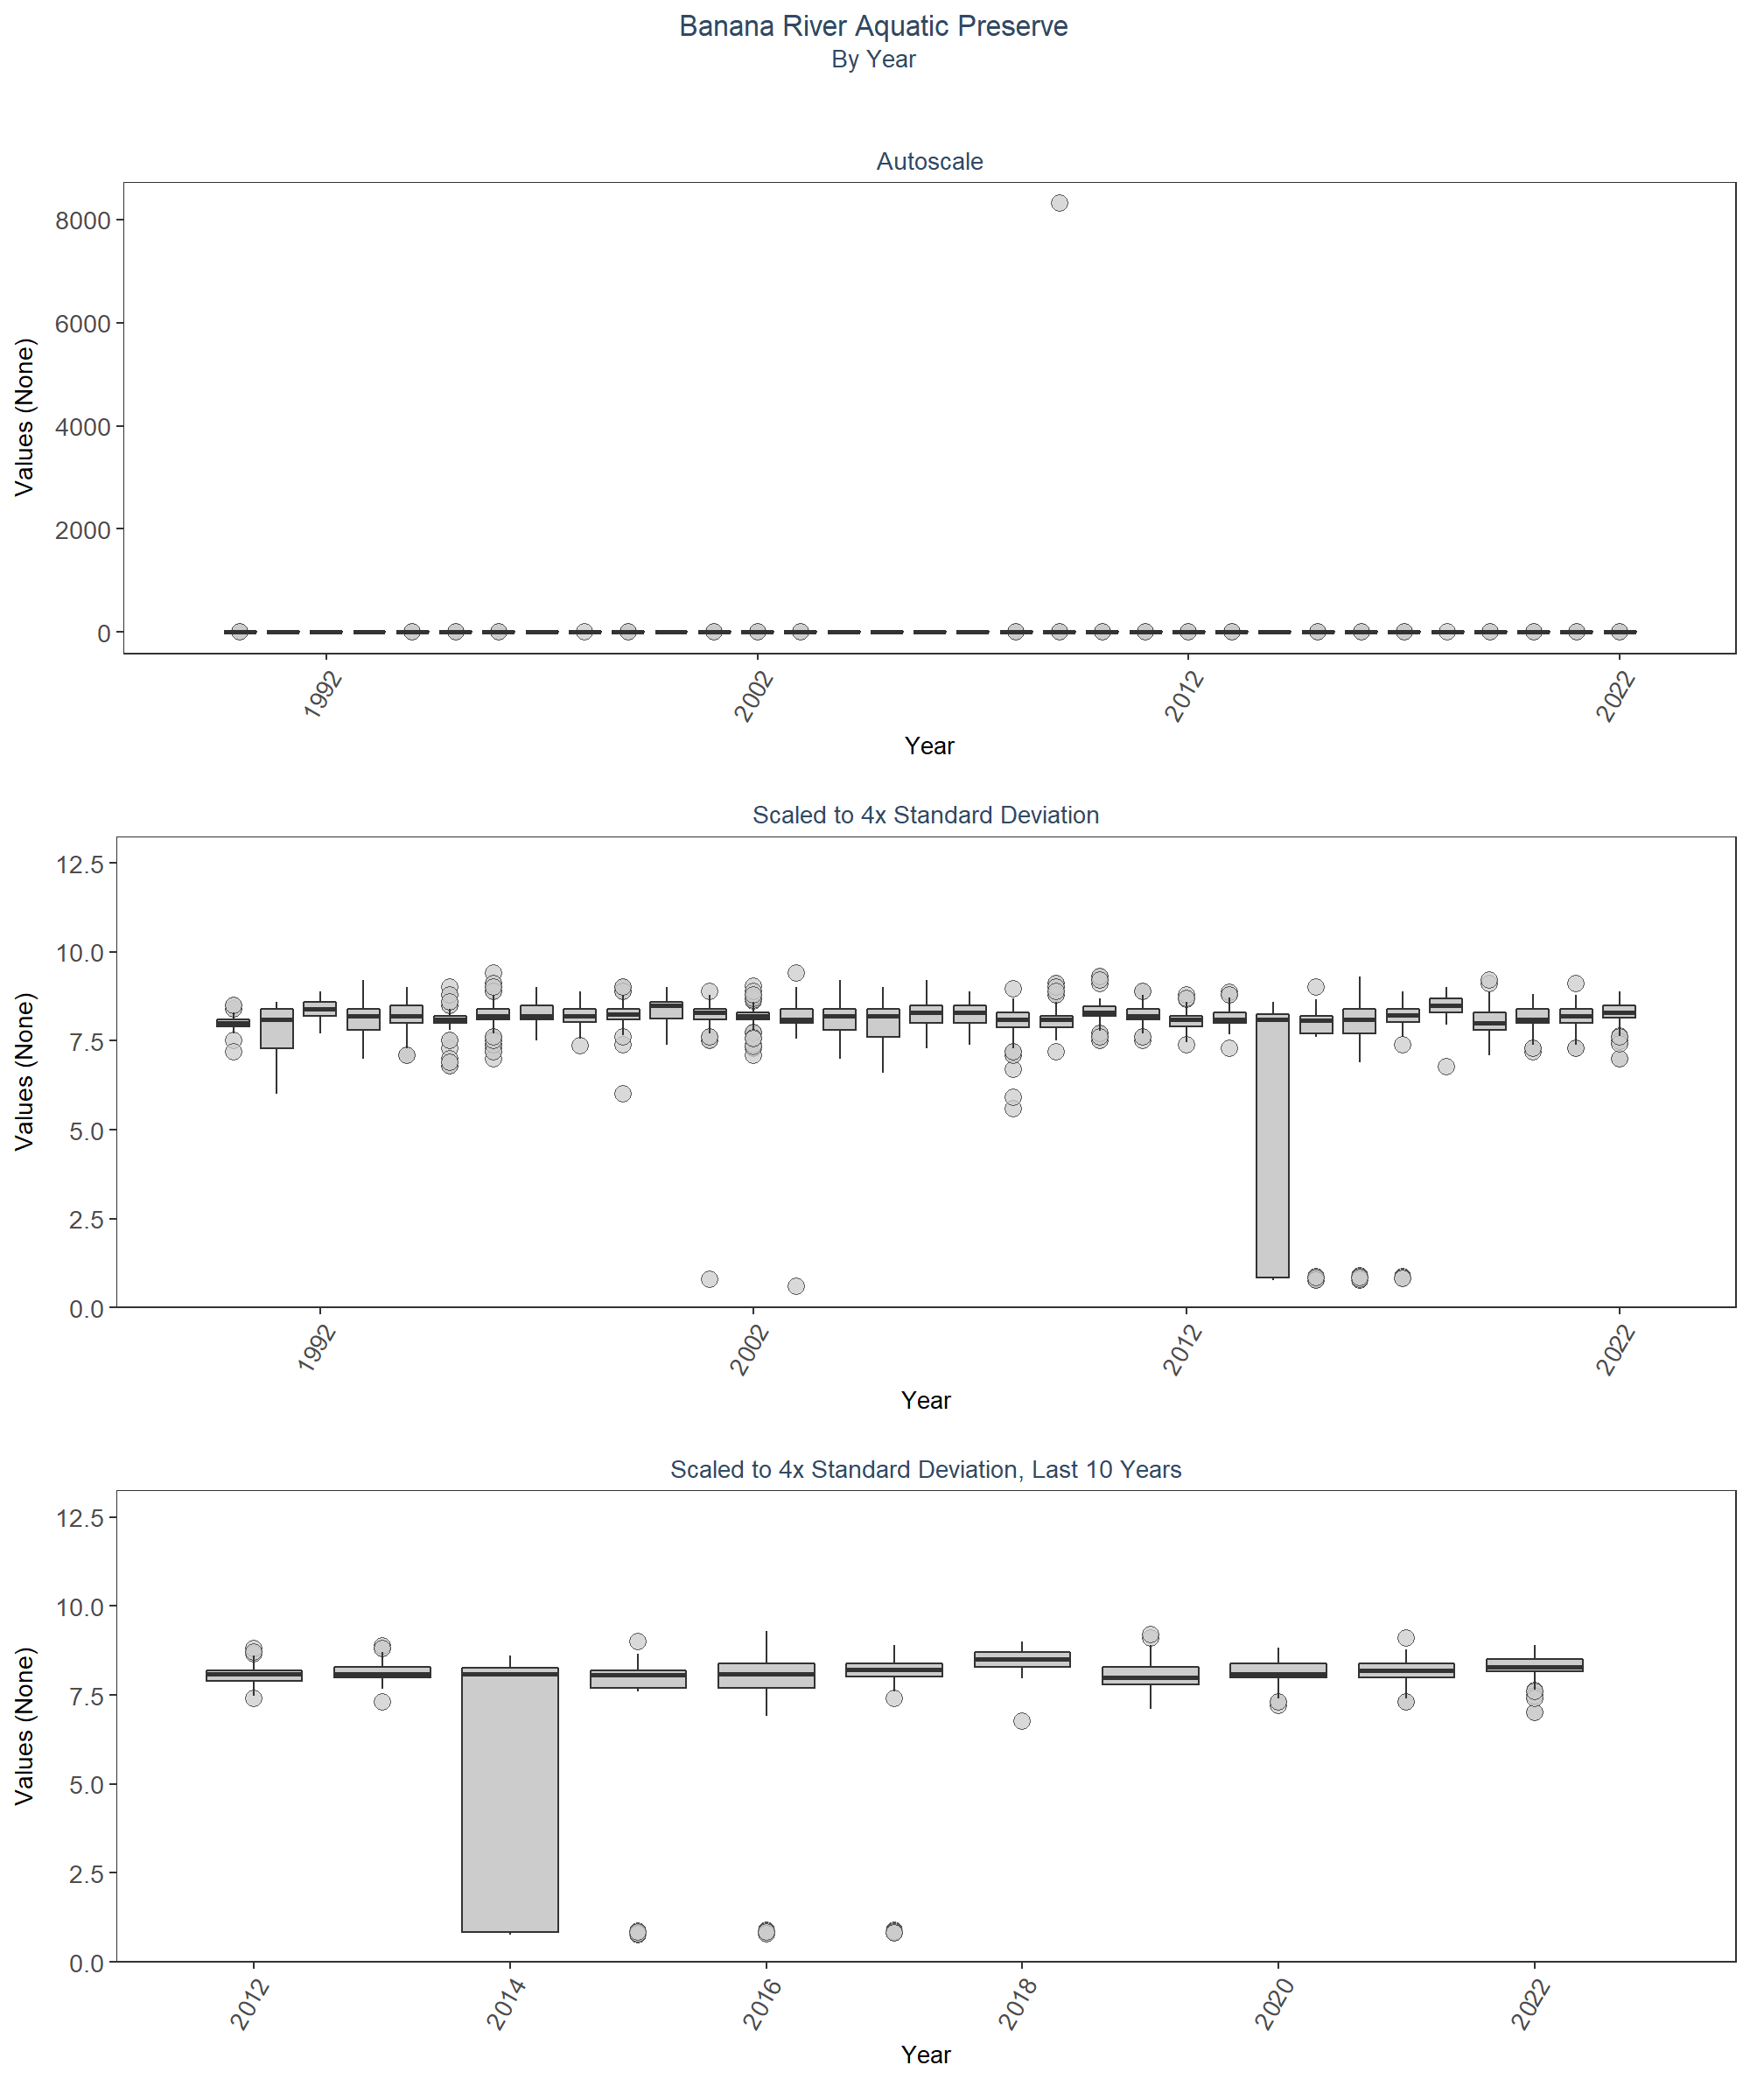 Banana River Aquatic Preserve
By Year
Autoscale
8000
6000
4000
2000
0
Values (None)
1992
2002
2012
2022
Year
Scaled to 4x Standard Deviation
12.5
10.0
7.5
5.0
2.5
0.0
Values (None)
1992
2002
2012
2022
Year
Scaled to 4x Standard Deviation, Last 10 Years
12.5
10.0
7.5
5.0
2.5
0.0
Values (None)
2012
2014
2016
2018
2020
2022
Year